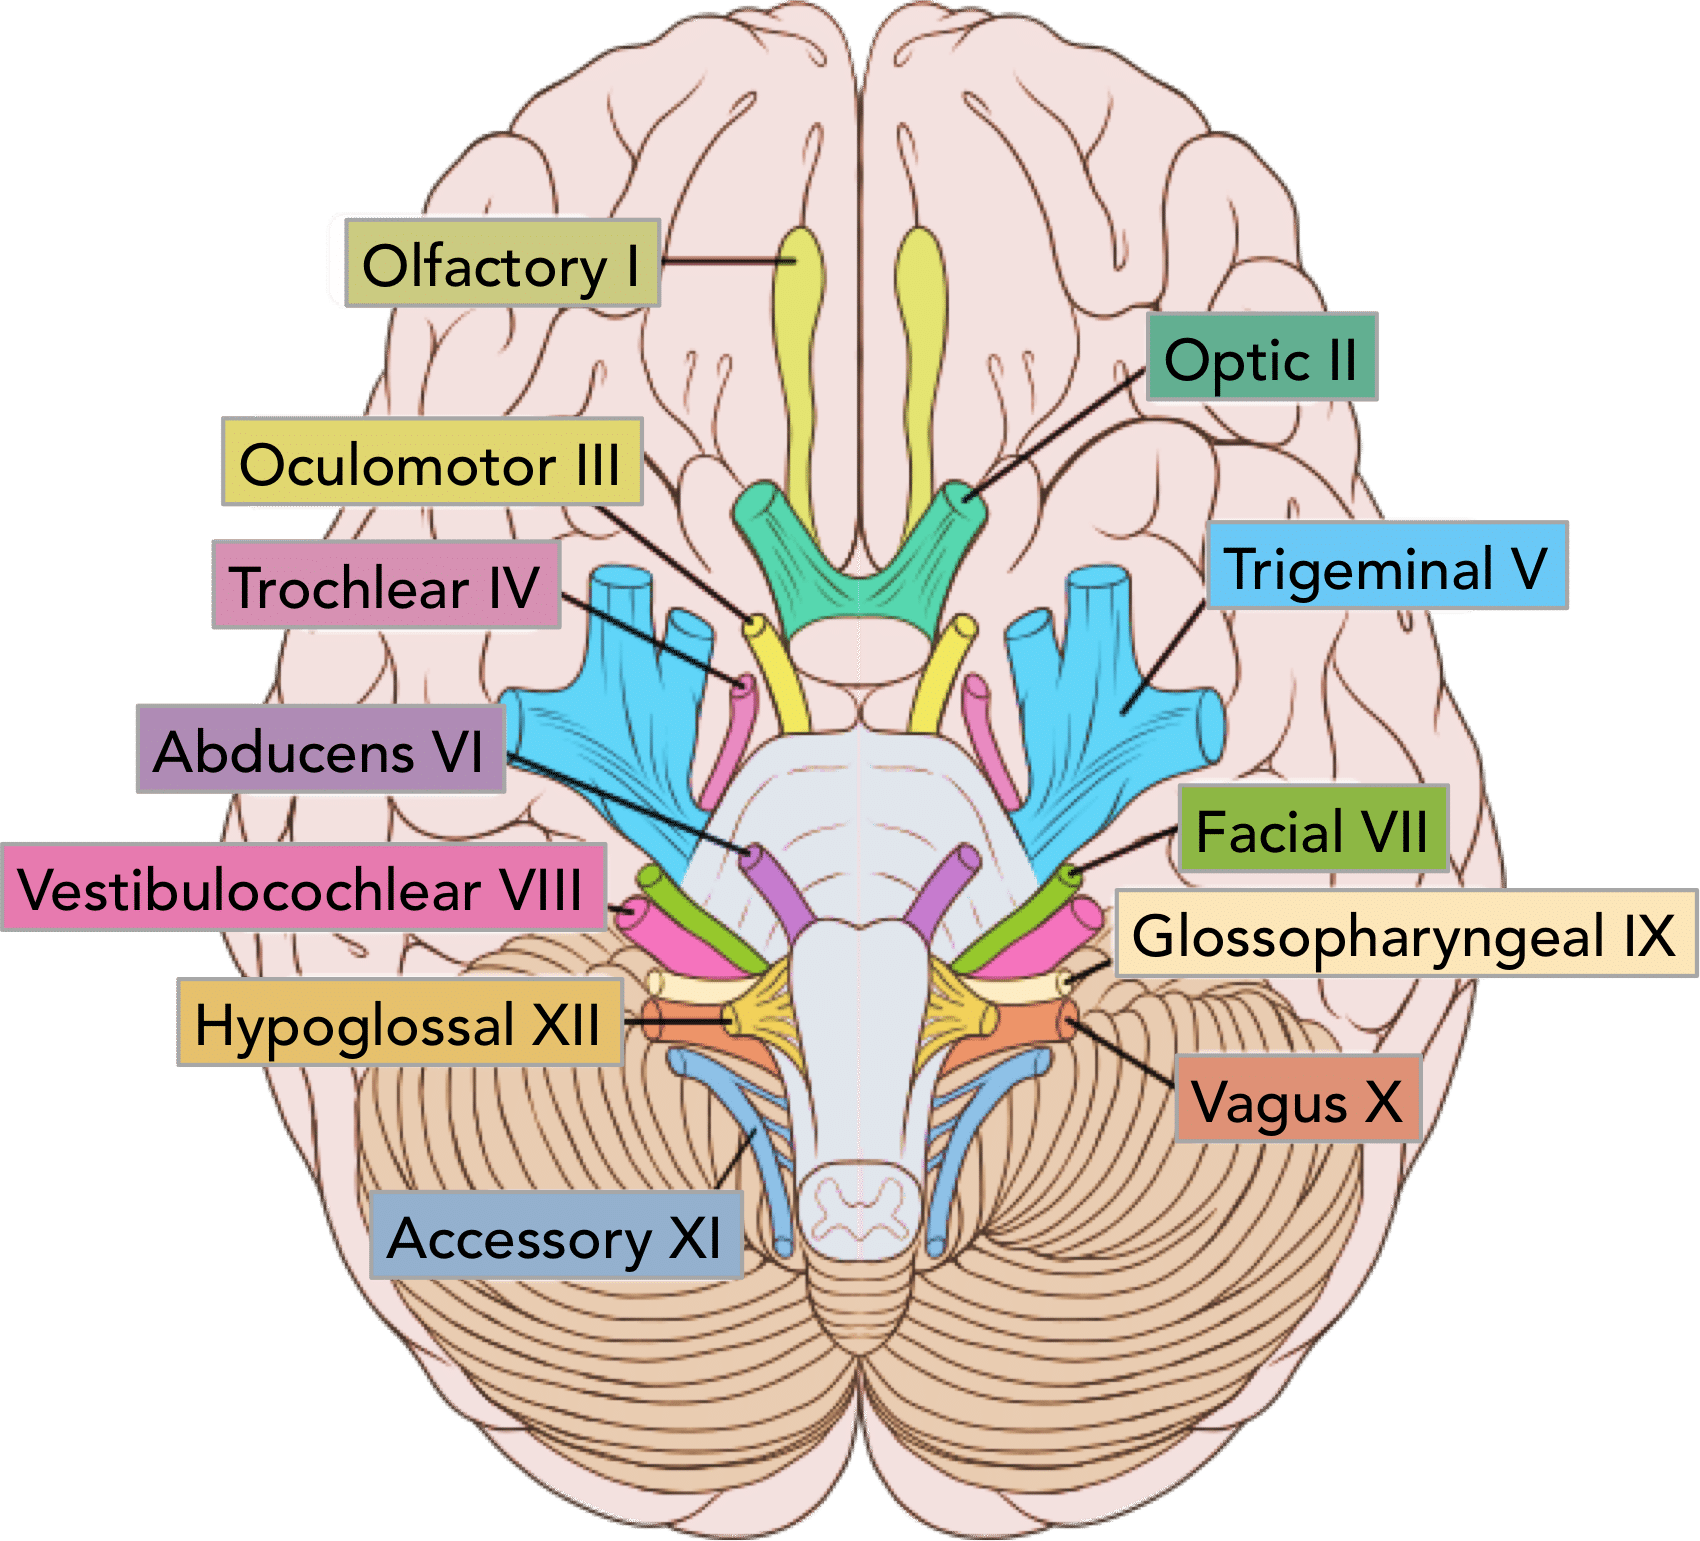 Olfactory I
Optic II
Oculomotor III
Trochlear IV
Trigeminal V
Abducens VI
Facial VII
Vestibulocochlear VIII
Glossopharyngeal IX
Hypoglossal XII
Vagus X
Accessory XI